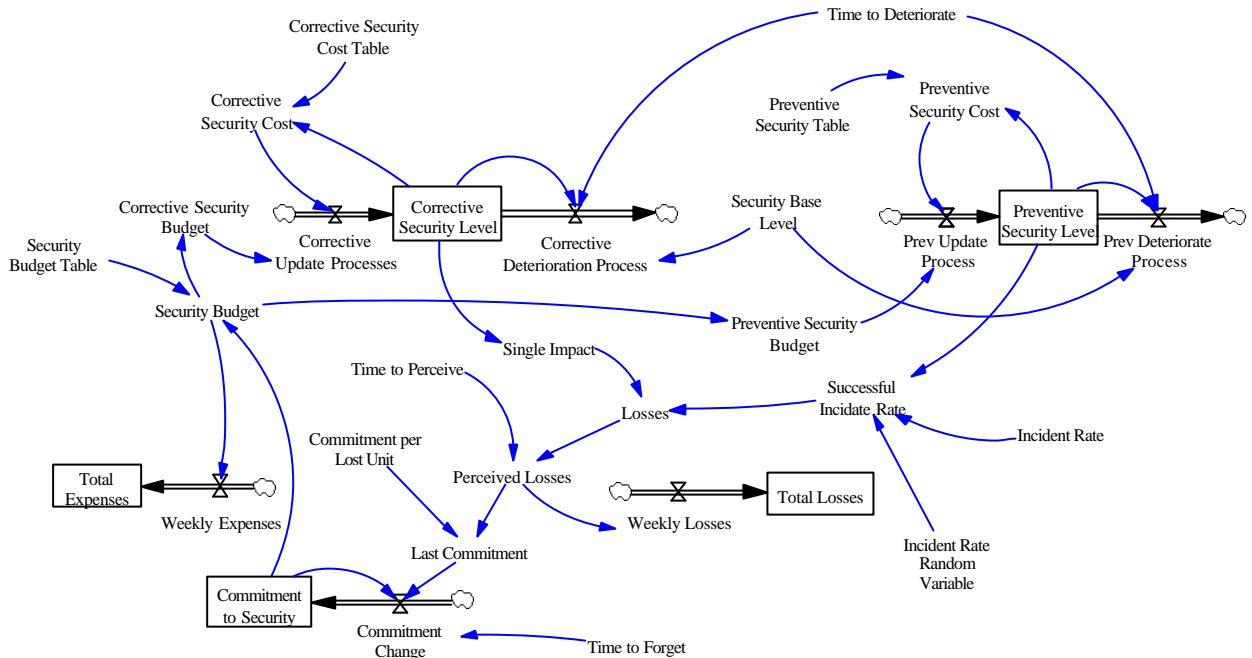 Time to Deteriorate
Corrective Security
Cost Table
Corrective
Security Cost
Preventive
Security Table
Preventive
Security Cost
Corrective Security
Budget
Security
Budget Table
Corrective
Update Processes
Corrective
Security Level
Corrective
Deterioration Process
Security Base
Level
Prev Update
Process
Preventive
Security Level
Prev Deteriorate
Process
Security Budget
Preventive Security
Budget
Single Impact
Time to Perceive
Successful
Incidate Rate
Losses
Incident Rate
Commitment per
Lost Unit
Perceived Losses
Total
Expenses
Weekly Expenses
Weekly Losses
Total Losses
Last Commitment
Incident Rate
Random
Variable
Commitment
to Security
Commitment
Change
Time to Forget